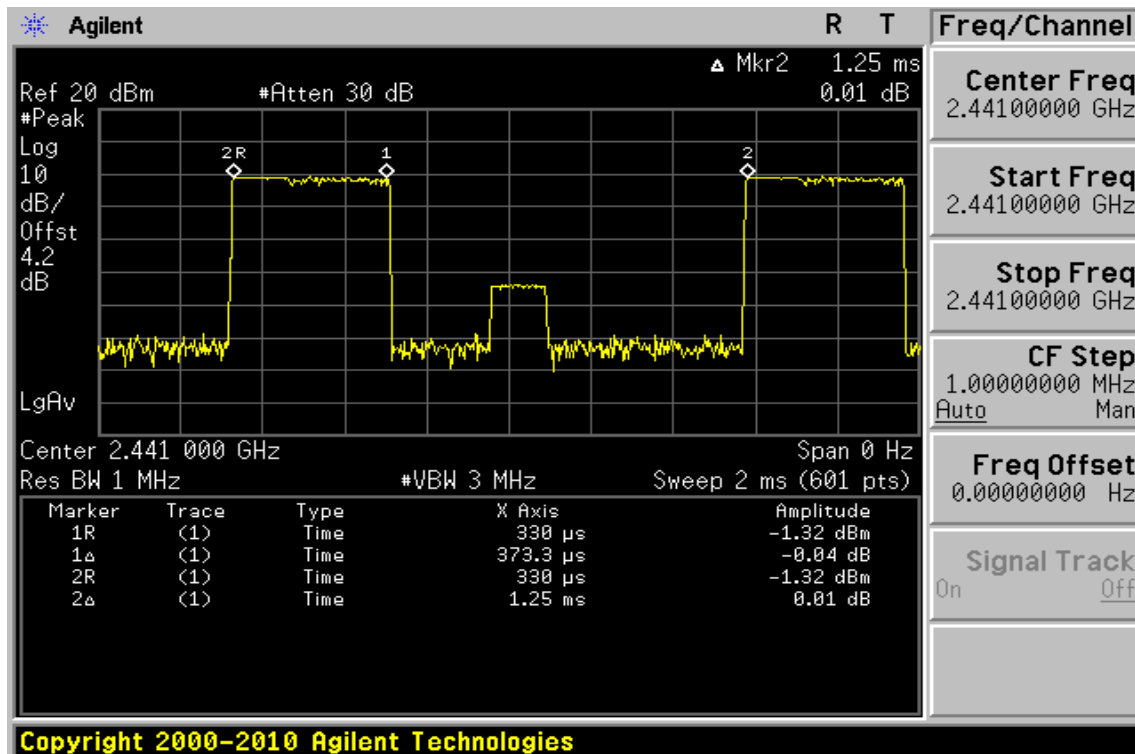 Agilent R T
Freq/Channel
▵ Mkr2 1.25 ms
Ref 20 dBm #Atten 30 dB 0.01 dB
#Peak
Log
10
dB/
Offst
4.2
dB
LgAv
2R 1 2
Center 2.441 000 GHz Span 0 Hz
Res BW 1 MHz #VBW 3 MHz Sweep 2 ms (601 pts)
Marker Trace Type X Axis Amplitude
1R (1) Time 330 µs -1.32 dBm
1▵ (1) Time 373.3 µs -0.04 dB
2R (1) Time 330 µs -1.32 dBm
2▵ (1) Time 1.25 ms 0.01 dB
Center Freq
2.44100000 GHz
Start Freq
2.44100000 GHz
Stop Freq
2.44100000 GHz
CF Step
1.00000000 MHz
Auto Man
Freq Offset
0.00000000 Hz
Signal Track
On Off
Copyright 2000-2010 Agilent Technologies